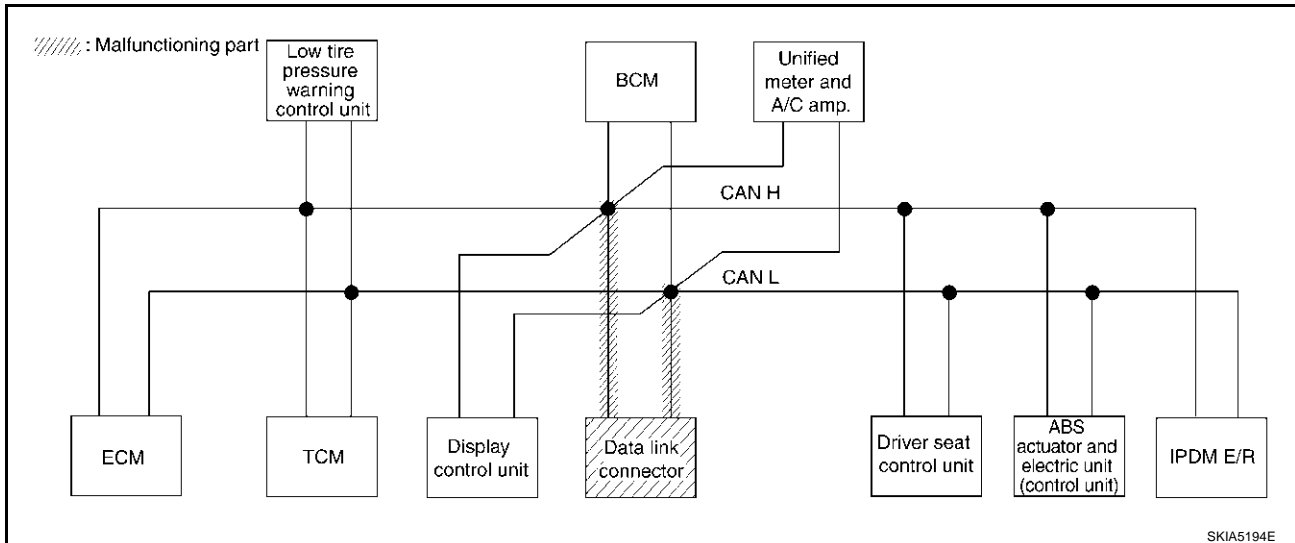 : Malfunctioning part
Low tire
pressure
warning
control unit
BCM
Unified
meter and
A/C amp.
CAN H
CAN L
ECM
TCM
Display
control unit
Data link
connector
Driver seat
control unit
ABS
actuator and
electric unit
(control unit)
IPDM E/R
SKIA5194E